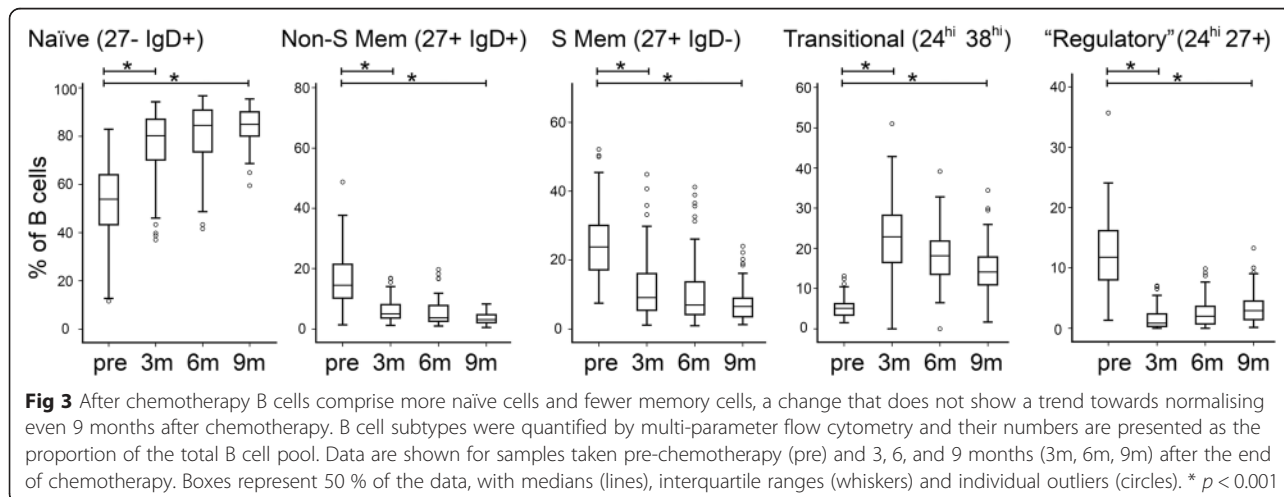 Naïve (27- IgD+)
Non-S Mem (27+ IgD+)
S Mem (27+ IgD-)
Transitional (24hi 38hi)
"Regulatory"(24hi 27+)
* *
* *
* *
* *
* *
% of B cells
100
80
60
40
20
0
80
60
40
20
0
60
40
20
0
60
50
40
30
20
10
0
40
30
20
10
0
pre 3m 6m 9m
pre 3m 6m 9m
pre 3m 6m 9m
pre 3m 6m 9m
pre 3m 6m 9m
Fig 3 After chemotherapy B cells comprise more naïve cells and fewer memory cells, a change that does not show a trend towards normalising
even 9 months after chemotherapy. B cell subtypes were quantified by multi-parameter flow cytometry and their numbers are presented as the
proportion of the total B cell pool. Data are shown for samples taken pre-chemotherapy (pre) and 3, 6, and 9 months (3m, 6m, 9m) after the end
of chemotherapy. Boxes represent 50 % of the data, with medians (lines), interquartile ranges (whiskers) and individual outliers (circles). * p < 0.001